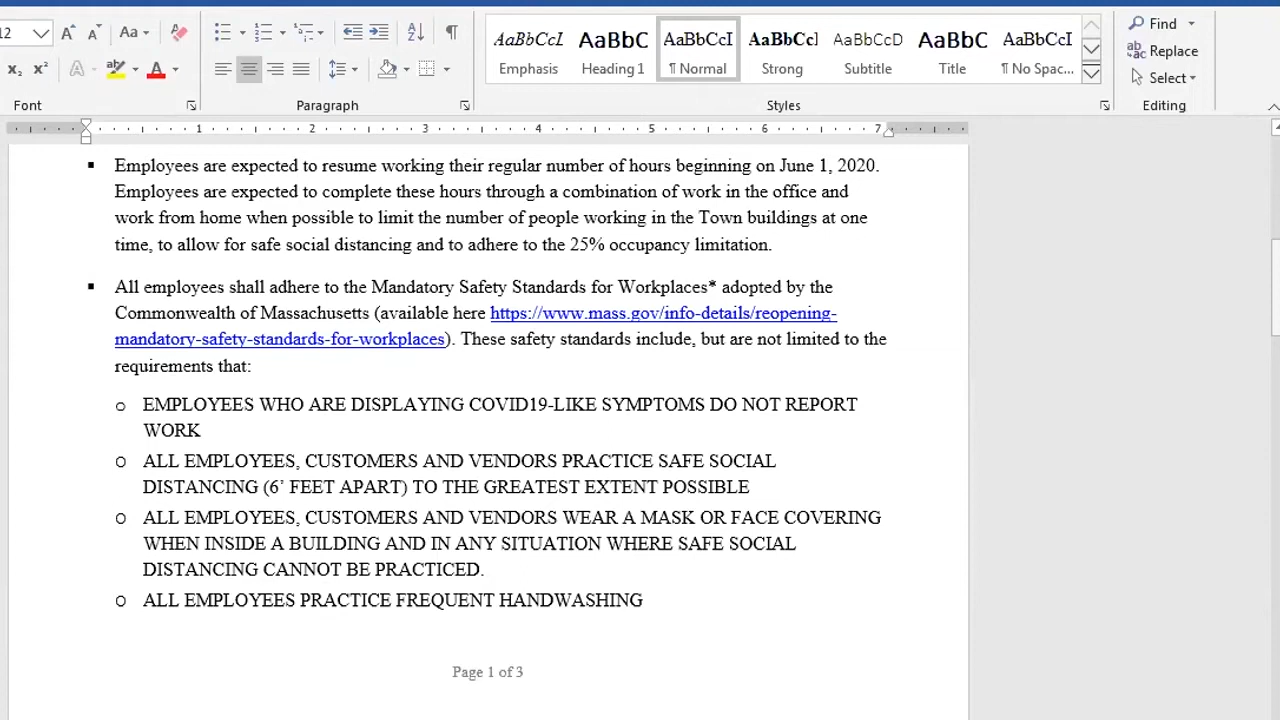 12
Aa
Find
Replace
Select
AaBbCcI AaBbC AaBbCcI AaBbCcI AaBbCcD AaBbC AaBbCcI
Emphasis Heading 1 ¶ Normal Strong Subtitle Title ¶ No Spac...
Font Paragraph Styles Editing
1 2 3 4 5 6 7
▪ Employees are expected to resume working their regular number of hours beginning on June 1, 2020.
Employees are expected to complete these hours through a combination of work in the office and
work from home when possible to limit the number of people working in the Town buildings at one
time, to allow for safe social distancing and to adhere to the 25% occupancy limitation.
▪ All employees shall adhere to the Mandatory Safety Standards for Workplaces* adopted by the
Commonwealth of Massachusetts (available here https://www.mass.gov/info-details/reopening-
mandatory-safety-standards-for-workplaces). These safety standards include, but are not limited to the
requirements that:
o EMPLOYEES WHO ARE DISPLAYING COVID19-LIKE SYMPTOMS DO NOT REPORT
WORK
o ALL EMPLOYEES, CUSTOMERS AND VENDORS PRACTICE SAFE SOCIAL
DISTANCING (6’ FEET APART) TO THE GREATEST EXTENT POSSIBLE
o ALL EMPLOYEES, CUSTOMERS AND VENDORS WEAR A MASK OR FACE COVERING
WHEN INSIDE A BUILDING AND IN ANY SITUATION WHERE SAFE SOCIAL
DISTANCING CANNOT BE PRACTICED.
o ALL EMPLOYEES PRACTICE FREQUENT HANDWASHING
Page 1 of 3